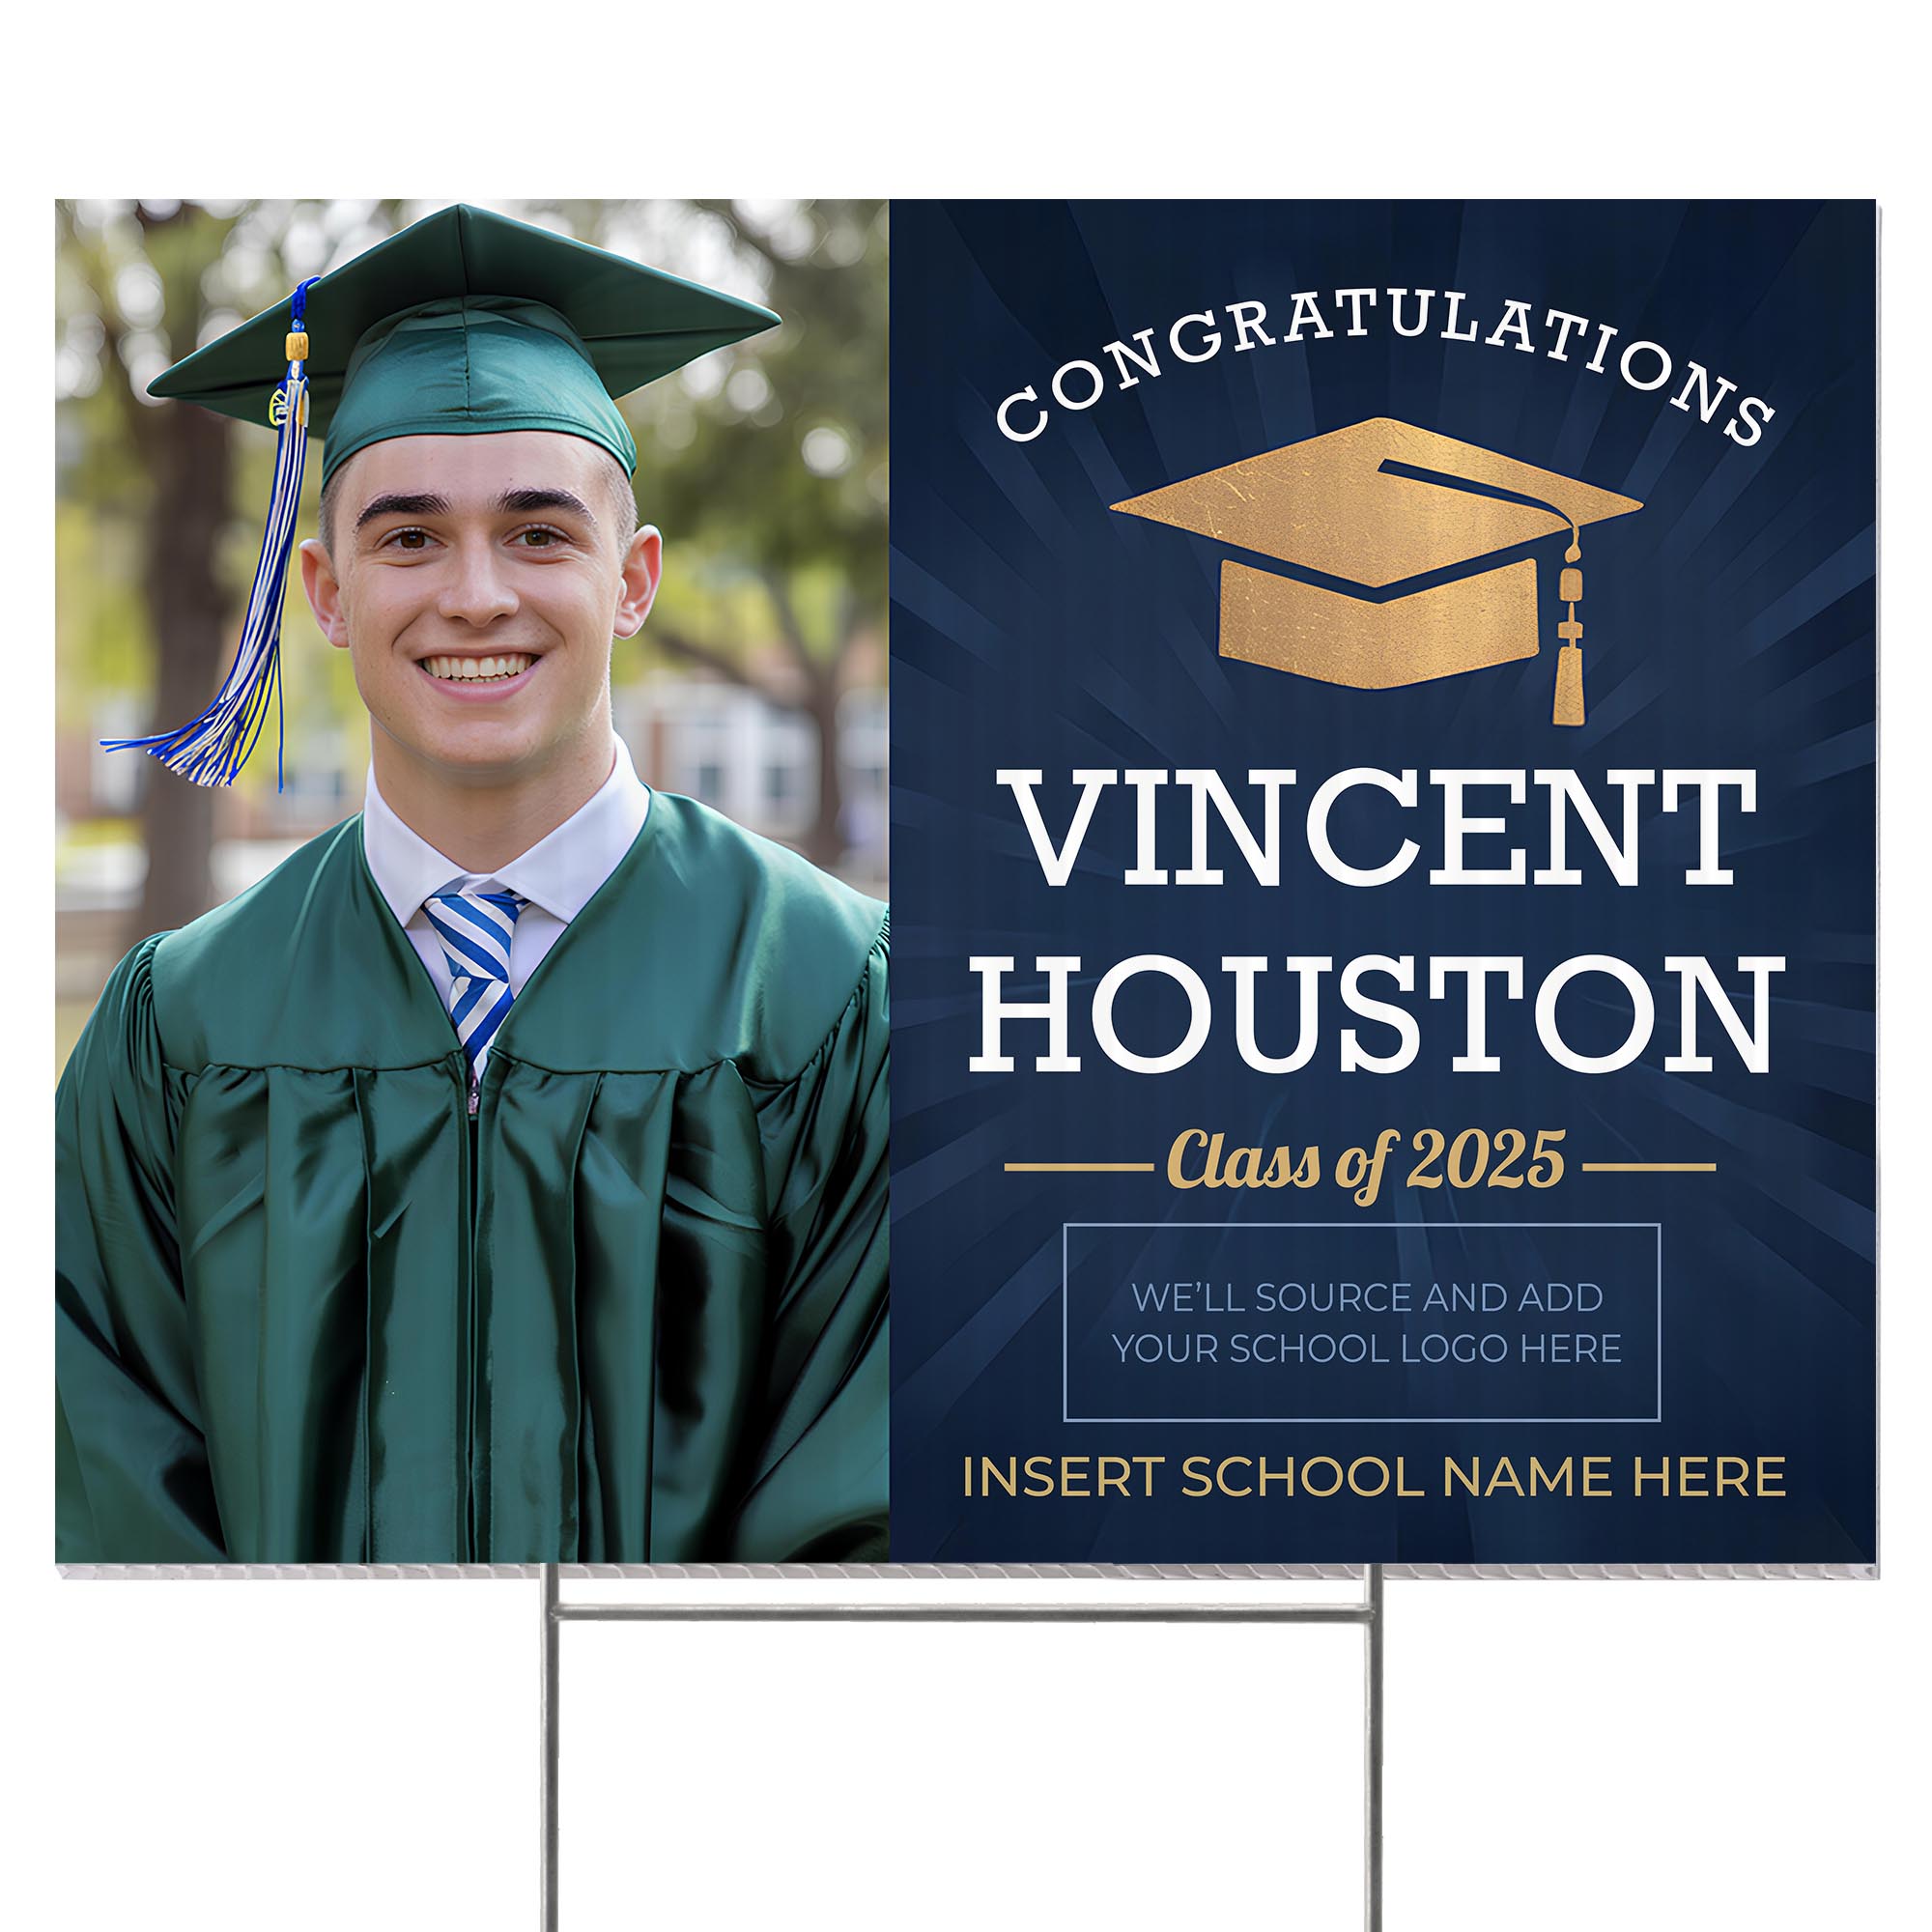 CONGRATULATIONS
VINCENT
HOUSTON
Class of 2025
WE'LL SOURCE AND ADD
YOUR SCHOOL LOGO HERE
INSERT SCHOOL NAME HERE